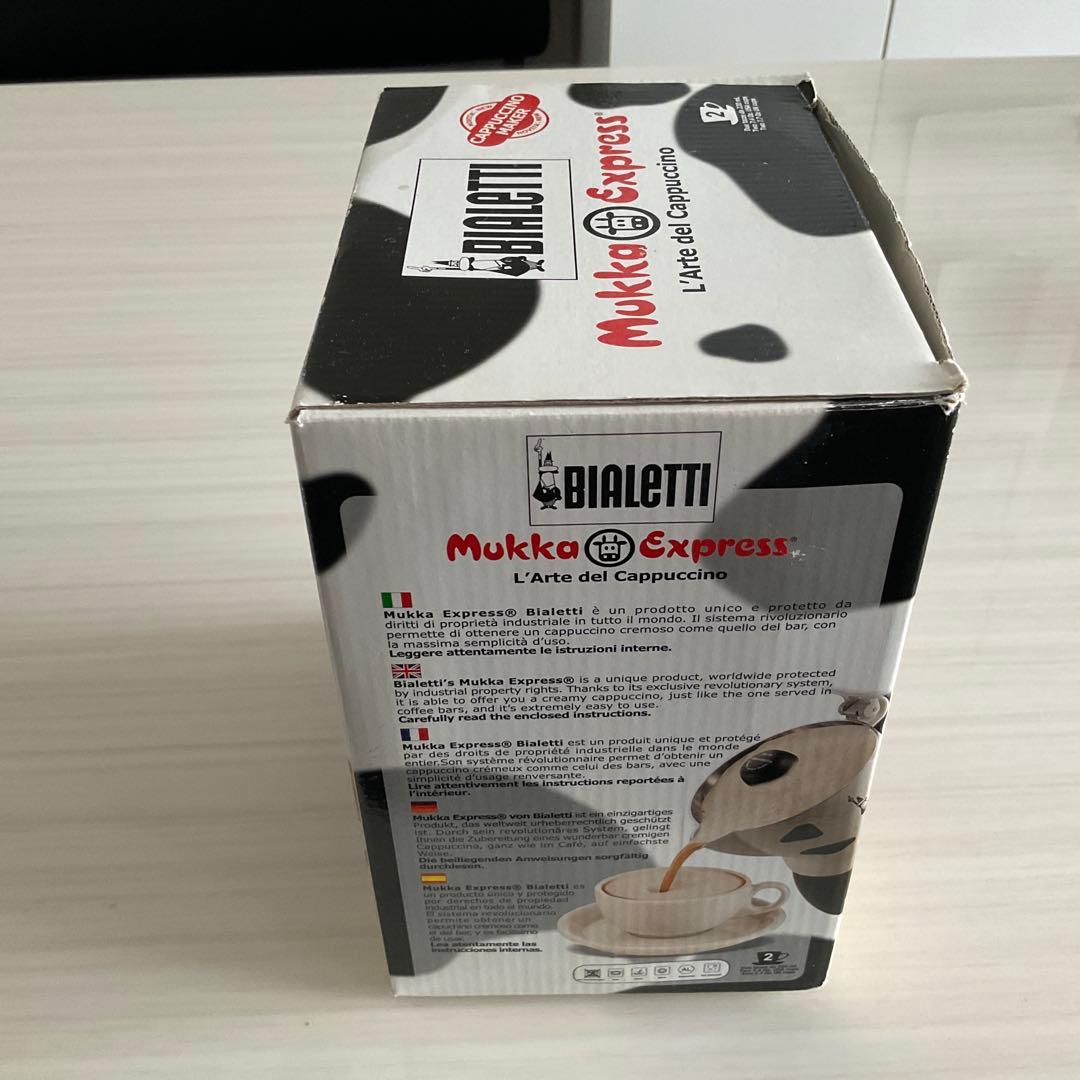 CAPPUCCINO
MAKER
BIALETTI
Mukka Express®
L'Arte del Cappuccino
2
BIALETTI
Mukka Express®
L'Arte del Cappuccino
Mukka Express® Bialetti è un prodotto unico e protetto da
diritti di proprietà industriale in tutto il mondo. Il sistema rivoluzionario
permette di ottenere un cappuccino cremoso come quello del bar, con
la massima semplicità d'uso.
Leggere attentamente le istruzioni interne.
Bialetti's Mukka Express® is a unique product, worldwide protected
by industrial property rights. Thanks to its exclusive revolutionary system,
it is able to offer you a creamy cappuccino, just like the one served in
coffee bars, and it's extremely easy to use.
Carefully read the enclosed instructions.
Mukka Express® Bialetti est un produit unique et protégé
par des droits de propriété industrielle dans le monde
entier.Son système révolutionnaire permet d'obtenir un
cappuccino crémeux comme celui des bars, avec une
simplicité d'usage renversante.
Lire attentivement les instructions reportées à
l'intérieur.
Mukka Express® von Bialetti ist ein einzigartiges
Produkt, das weltweit urheberrechtlich geschützt
ist. Durch sein revolutionäres System, gelingt
Ihnen die Zubereitung eines wunderbar cremigen
Cappuccino, ganz wie im Café, auf einfachste
Weise.
Die beiliegenden Anweisungen sorgfältig
durchlesen.
Mukka Express® Bialetti es
un producto único y protegido
por derechos de propiedad
industrial en todo el mundo.
El sistema revolucionario
permite obtener un
capuchino cremoso como
el del bar, y es facilísimo
de usar.
Lea atentamente las
instrucciones internas.
AL
2